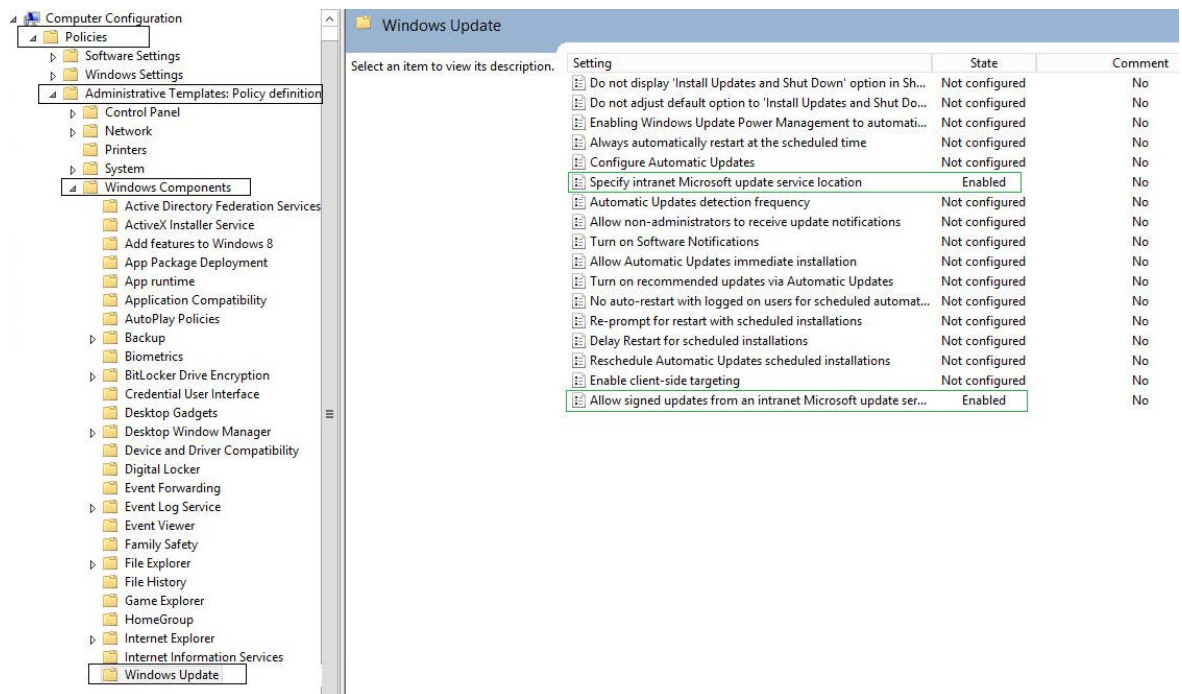 Computer Configuration
Policies
Software Settings
Windows Settings
Administrative Templates: Policy definition
Control Panel
Network
Printers
System
Windows Components
Active Directory Federation Services
ActiveX Installer Service
Add features to Windows 8
App Package Deployment
App runtime
Application Compatibility
AutoPlay Policies
Backup
Biometrics
BitLocker Drive Encryption
Credential User Interface
Desktop Gadgets
Desktop Window Manager
Device and Driver Compatibility
Digital Locker
Event Forwarding
Event Log Service
Event Viewer
Family Safety
File Explorer
File History
Game Explorer
HomeGroup
Internet Explorer
Internet Information Services
Windows Update
Windows Update
Select an item to view its description.
Setting State Comment
Do not display 'Install Updates and Shut Down' option in Sh... Not configured No
Do not adjust default option to 'Install Updates and Shut Do... Not configured No
Enabling Windows Update Power Management to automati... Not configured No
Always automatically restart at the scheduled time Not configured No
Configure Automatic Updates Not configured No
Specify intranet Microsoft update service location Enabled No
Automatic Updates detection frequency Not configured No
Allow non-administrators to receive update notifications Not configured No
Turn on Software Notifications Not configured No
Allow Automatic Updates immediate installation Not configured No
Turn on recommended updates via Automatic Updates Not configured No
No auto-restart with logged on users for scheduled automat... Not configured No
Re-prompt for restart with scheduled installations Not configured No
Delay Restart for scheduled installations Not configured No
Reschedule Automatic Updates scheduled installations Not configured No
Enable client-side targeting Not configured No
Allow signed updates from an intranet Microsoft update ser... Enabled No